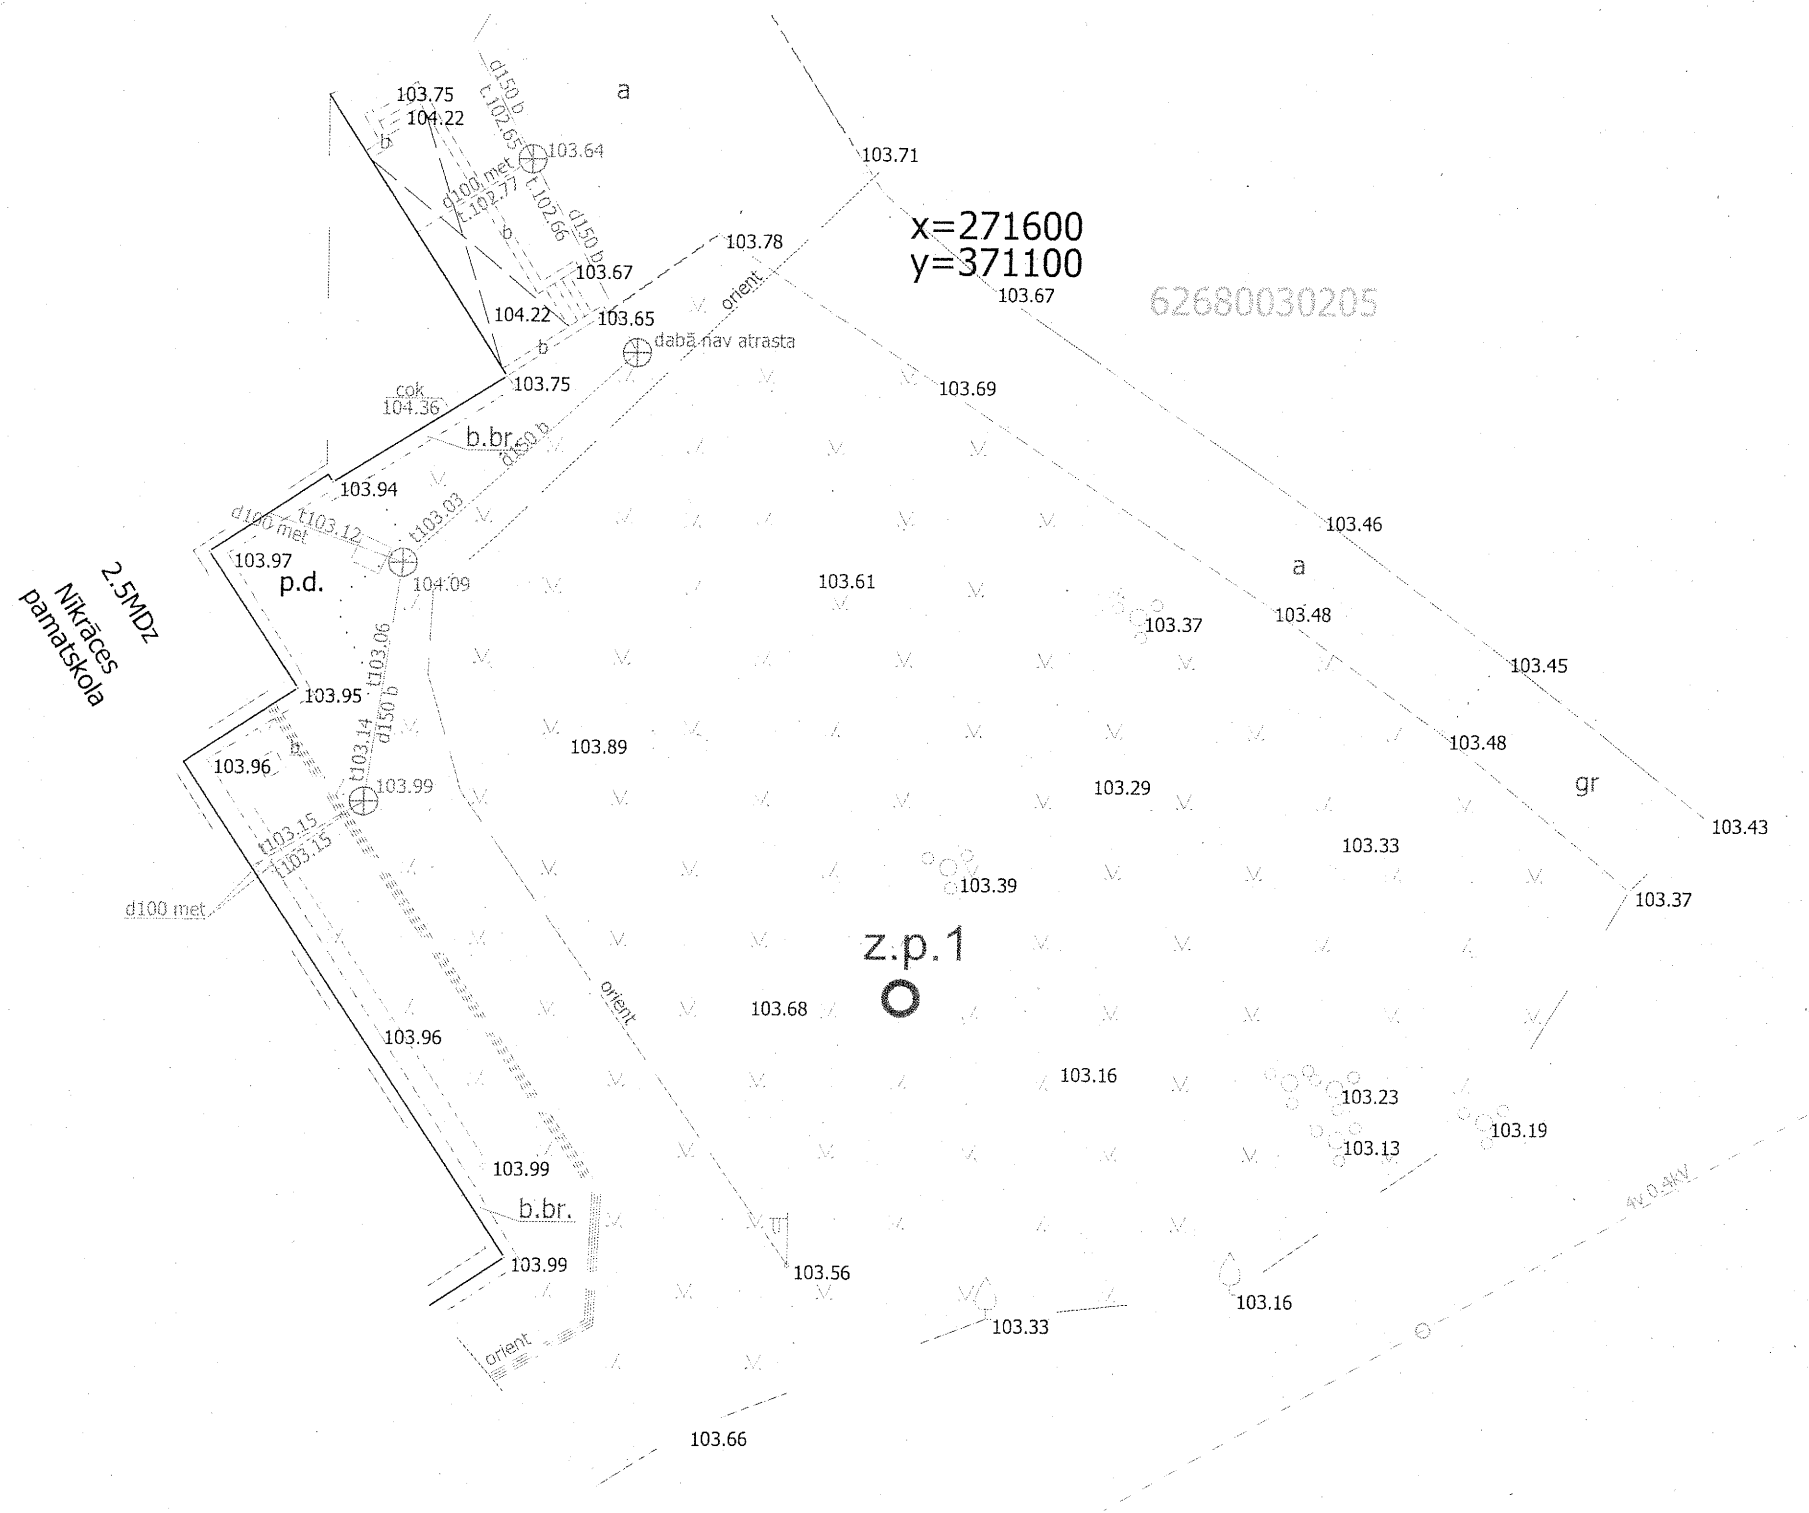 103.75
a
104.22
d150 b
t.102.65
b
103.64
103.71
d100 met
t.102.77
t.102.66
d150 b
b
x=271600
y=371100
103.78
103.67
103.67
orient
62680030205
104.22
103.65
b
dabā nav atrasta
103.75
103.69
cok
104.36
b.br.
d150 b
103.94
t103.03
d100 met
t103.12
103.46
103.97
p.d.
104.09
103.61
a
2.5MDz
Nīkrāces
pamatskola
103.37
103.48
t103.06
d150 b
t103.14
103.95
103.45
b
103.89
103.48
103.96
103.99
103.29
gr
t103.15
t103.15
103.43
103.33
103.39
103.37
d100 met
z.p.1
orient
103.68
103.96
103.16
103.23
103.19
103.13
103.99
b.br.
4v 0.4kV
103.99
103.56
103.16
103.33
orient
103.66